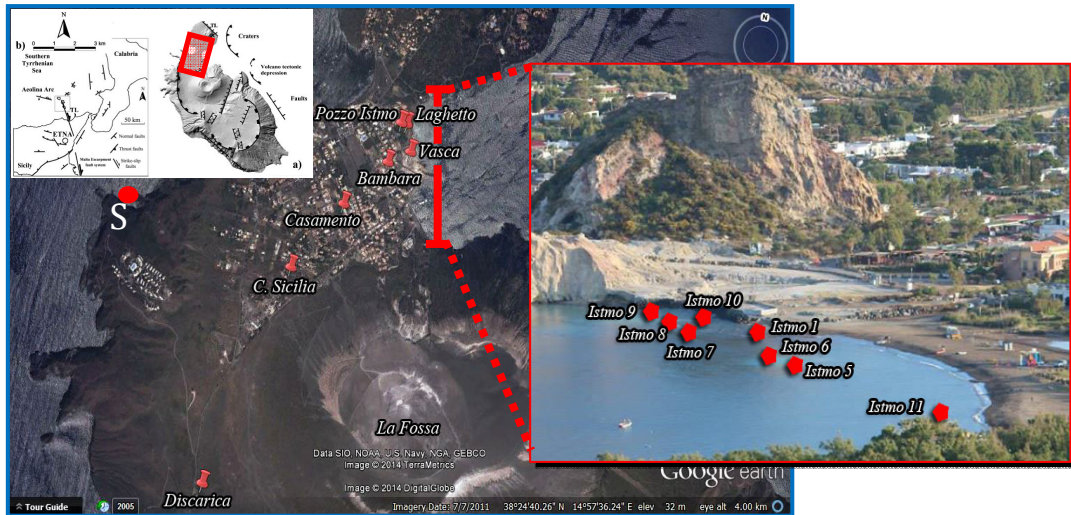 N
b)
0 1 2 3 km
Southern
Tyrrhenian
Sea
Calabria
Aeolina Arc
N
TL
50 km
ETNA
Normal faults
Thrust faults
Strike-slip
faults
Malta Escarpment
fault system
Sicily
TL
Craters
Volcano tectonic
depression
Faults
a)
N
Pozzo Istmo
Laghetto
Vasca
Bambara
Casamento
S
C. Sicilia
La Fossa
Discarica
Istmo 9
Istmo 10
Istmo 8
Istmo 1
Istmo 7
Istmo 6
Istmo 5
Istmo 11
Data SIO, NOAA, U.S. Navy, NGA, GEBCO
Image © 2014 TerraMetrics
Image © 2014 DigitalGlobe
Google earth
Tour Guide
2005
Imagery Date: 7/7/2011 38°24'40.26" N 14°57'36.24" E elev 32 m eye alt 4.00 km